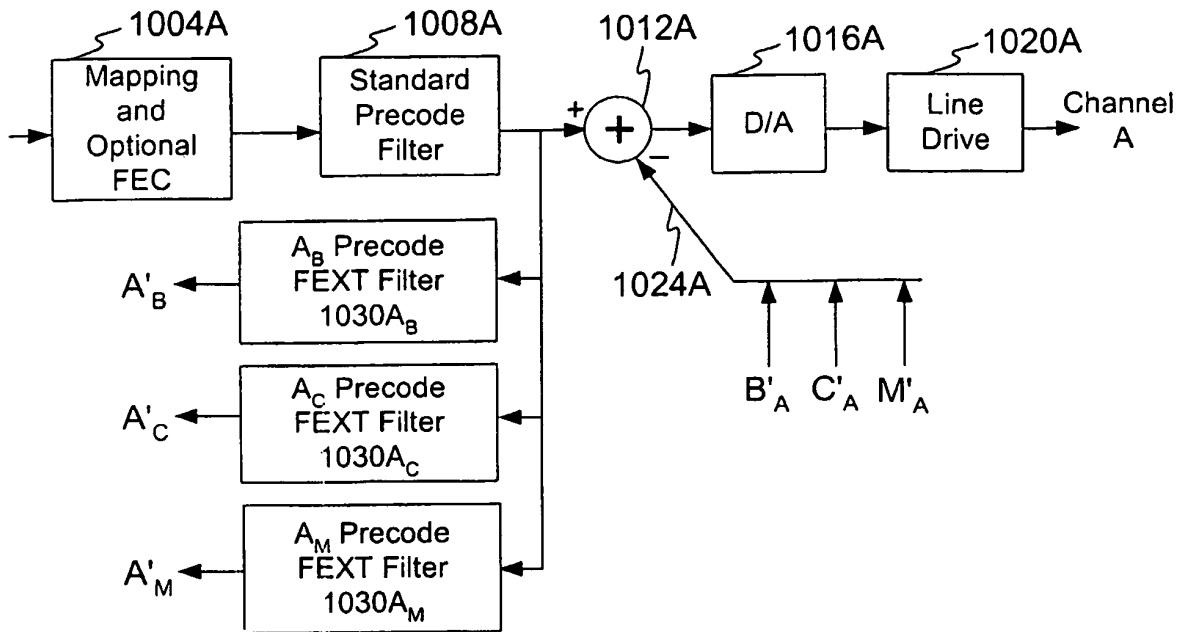 1004A
1008A
1012A
1016A
1020A
Mapping
and
Optional
FEC
Standard
Precode
Filter
+
+
−
D/A
Line
Drive
Channel
A
1024A
A_B Precode
FEXT Filter
1030A_B
A'_B
A_C Precode
FEXT Filter
1030A_C
A'_C
A_M Precode
FEXT Filter
1030A_M
A'_M
B'_A
C'_A
M'_A